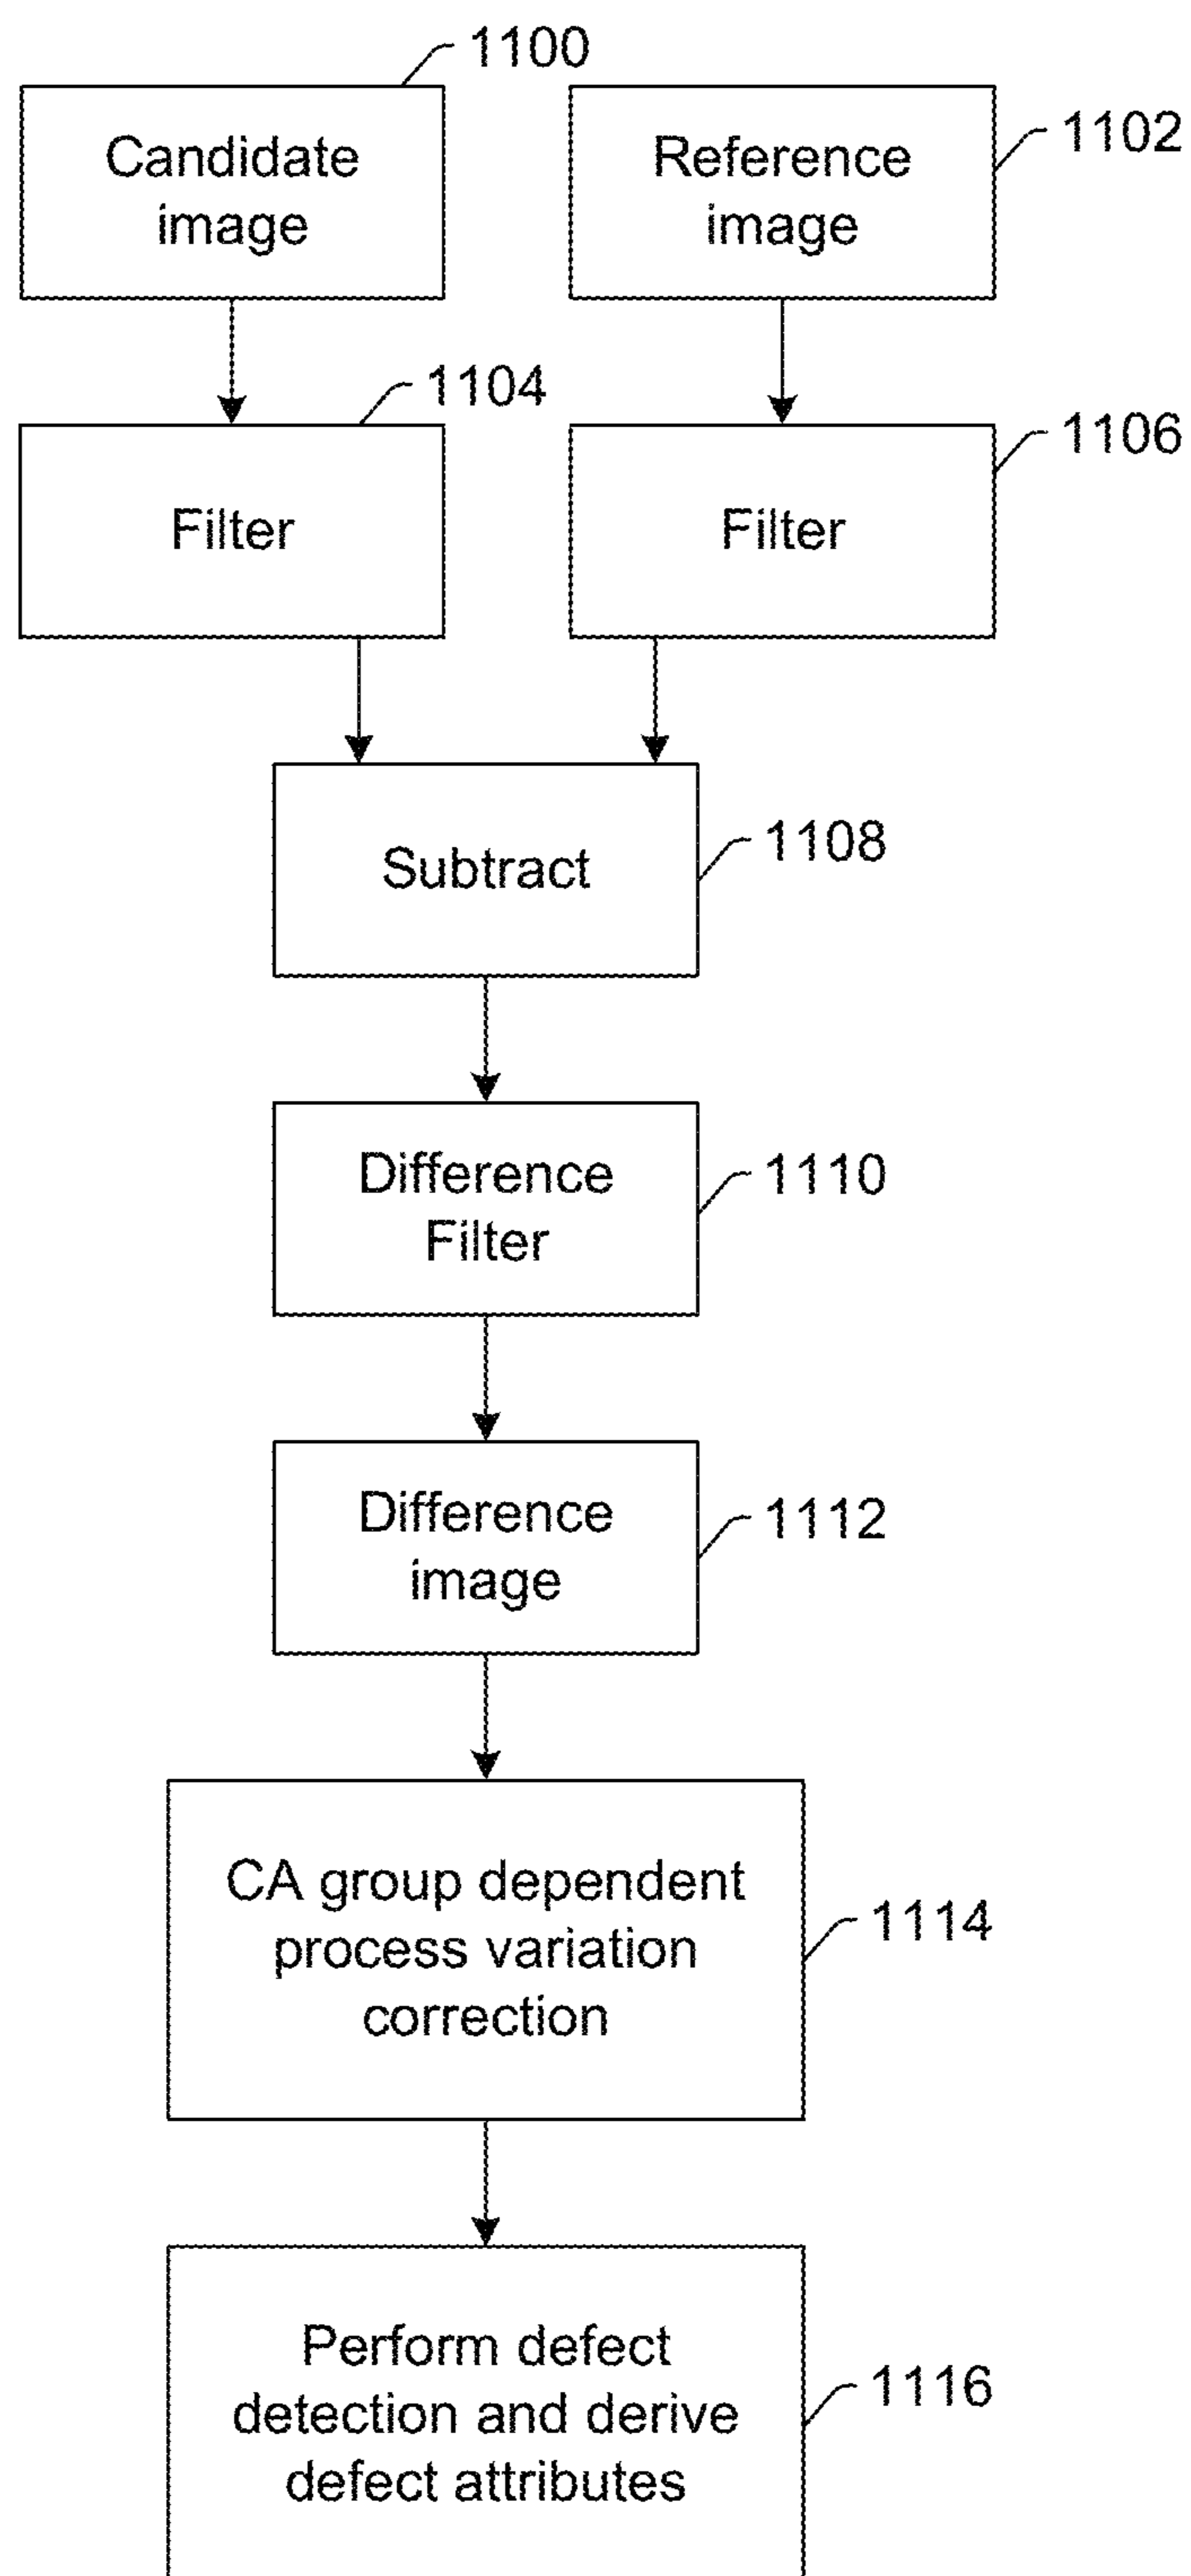 1100
Candidate
image
1102
Reference
image
1104
Filter
1106
Filter
1108
Subtract
1110
Difference
Filter
1112
Difference
image
1114
CA group dependent
process variation
correction
1116
Perform defect
detection and derive
defect attributes